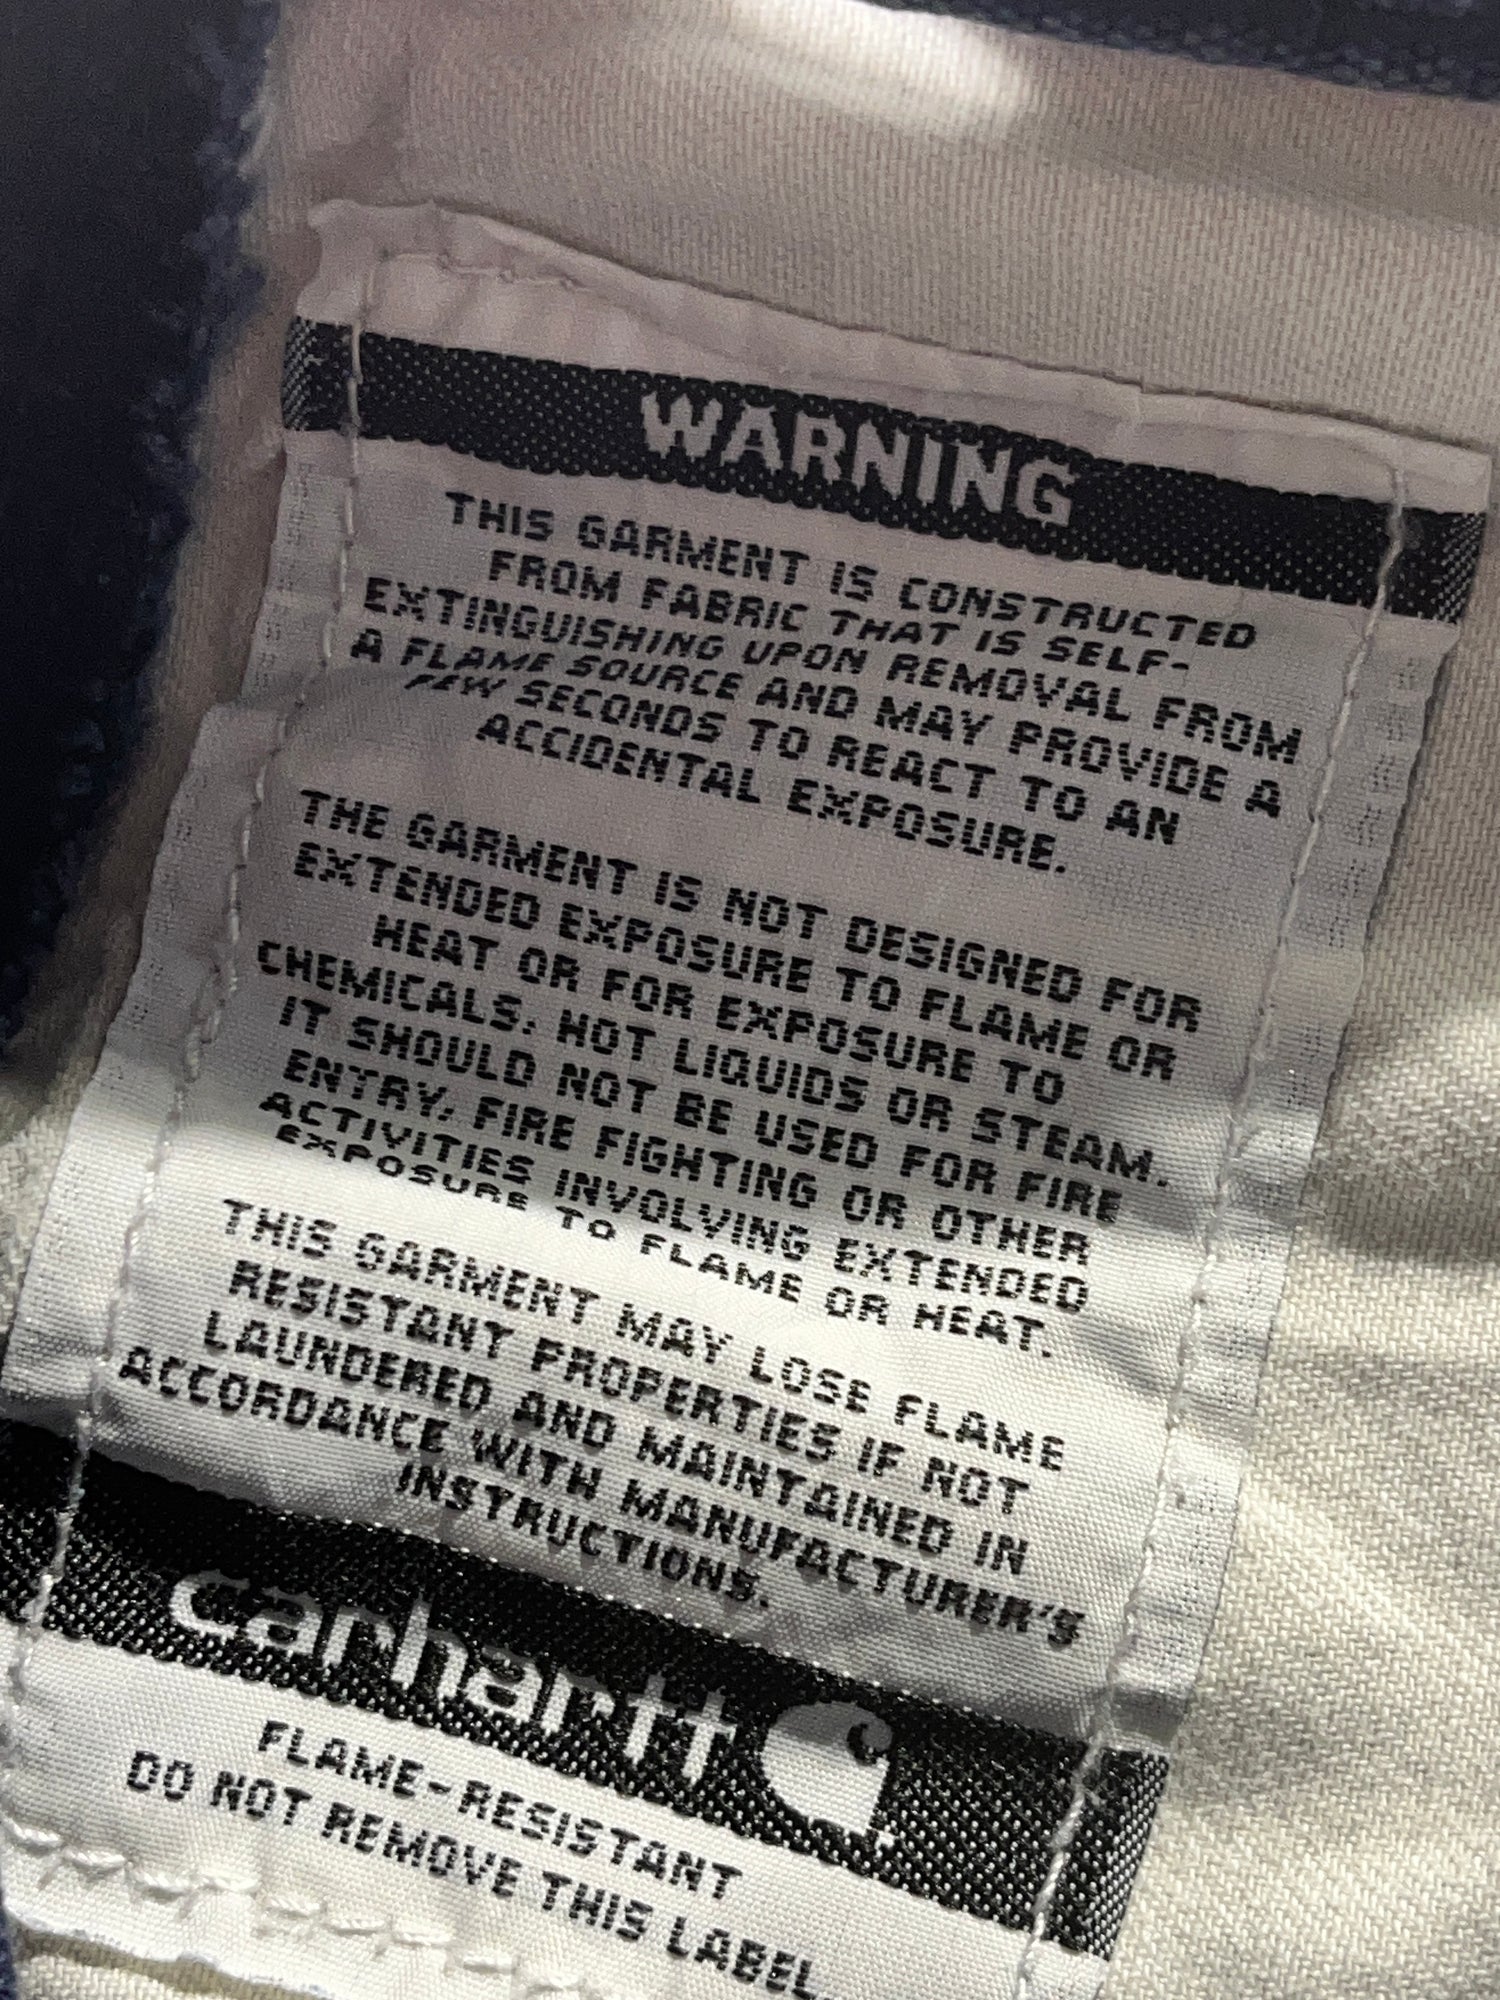 WARNING
THIS GARMENT IS CONSTRUCTED
FROM FABRIC THAT IS SELF-
EXTINGUISHING UPON REMOVAL FROM
A FLAME SOURCE AND MAY PROVIDE A
FEW SECONDS TO REACT TO AN
ACCIDENTAL EXPOSURE.
THE GARMENT IS NOT DESIGNED FOR
EXTENDED EXPOSURE TO FLAME OR
HEAT OR FOR EXPOSURE TO
CHEMICALS, HOT LIQUIDS OR STEAM.
IT SHOULD NOT BE USED FOR FIRE
ENTRY, FIRE FIGHTING OR OTHER
ACTIVITIES INVOLVING EXTENDED
EXPOSURE TO FLAME OR HEAT.
THIS GARMENT MAY LOSE FLAME
RESISTANT PROPERTIES IF NOT
LAUNDERED AND MAINTAINED IN
ACCORDANCE WITH MANUFACTURER'S
INSTRUCTIONS.
carhartt
FLAME-RESISTANT
DO NOT REMOVE THIS LABEL.